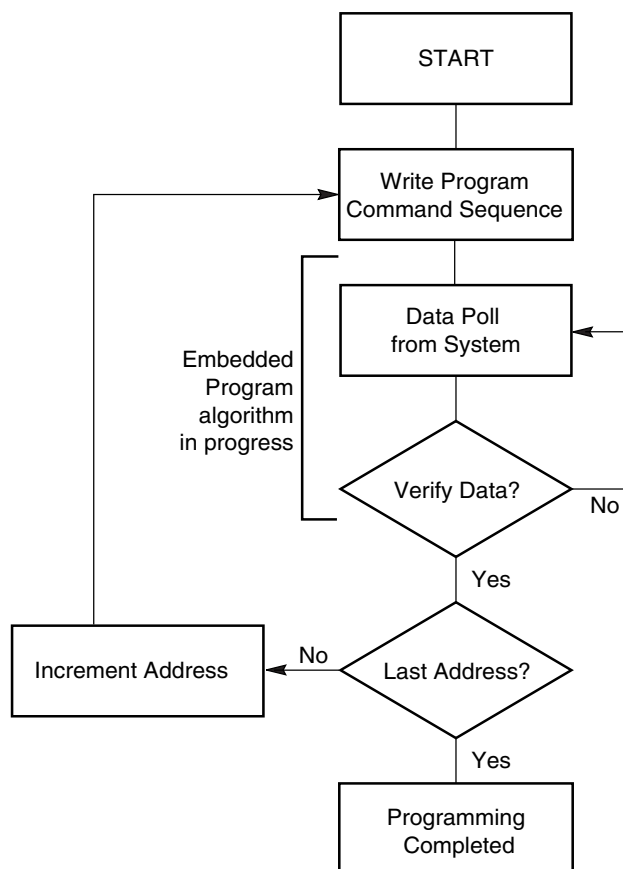 START
Write Program
Command Sequence
Data Poll
from System
Embedded
Program
algorithm
in progress
Verify Data?
No
Yes
Increment Address
No
Last Address?
Yes
Programming
Completed